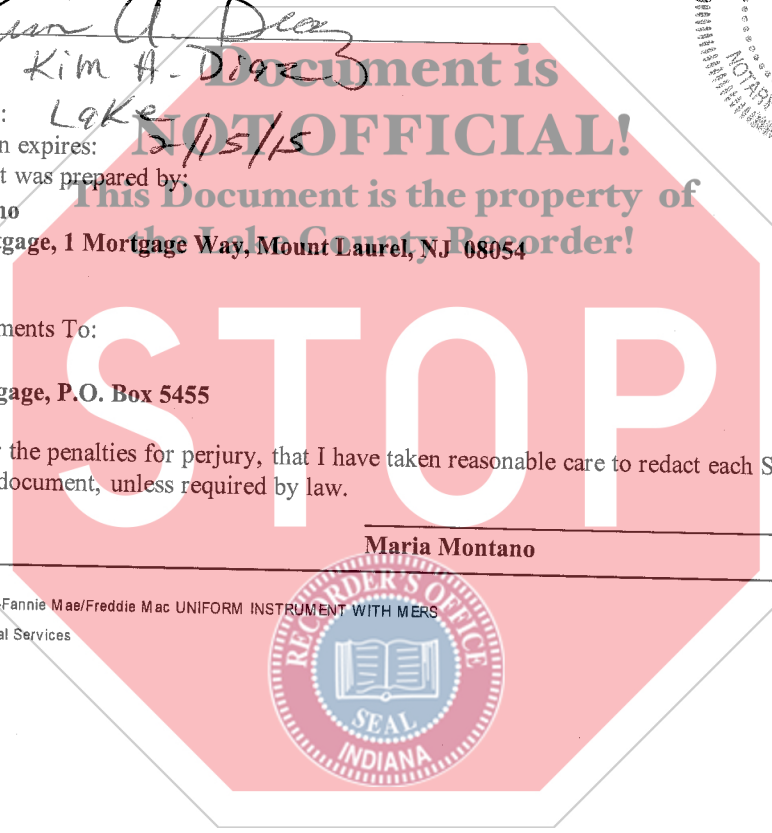 Kim A. Diaz
Document is
: Lake
NOT OFFICIAL!
n expires: 2/15/15
t was prepared by:
This Document is the property of
no
the Lake County Recorder!
tgage, 1 Mortgage Way, Mount Laurel, NJ 08054
ments To:
STOP
gage, P.O. Box 5455
r the penalties for perjury, that I have taken reasonable care to redact each S
document, unless required by law.
Maria Montano
-Fannie Mae/Freddie Mac UNIFORM INSTRUMENT WITH MERS
al Services
RECORDER'S OFFICE
SEAL
INDIANA
NOTARY